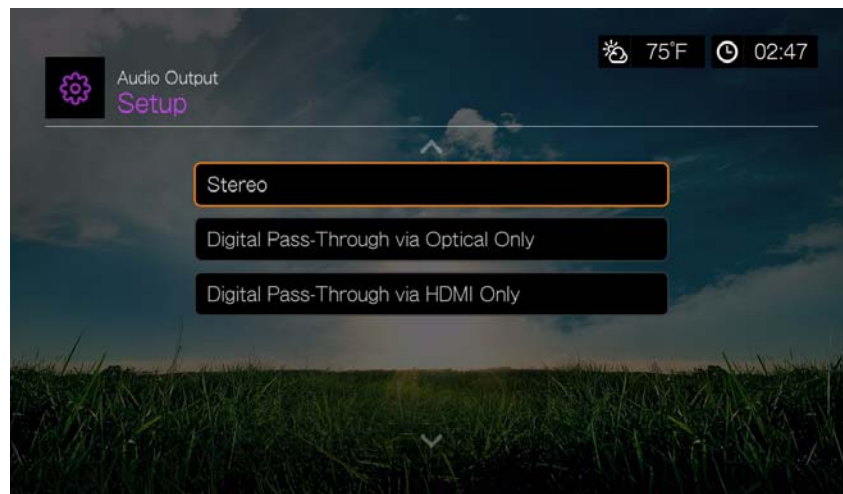 75°F 02:47
Audio Output
Setup
Stereo
Digital Pass-Through via Optical Only
Digital Pass-Through via HDMI Only